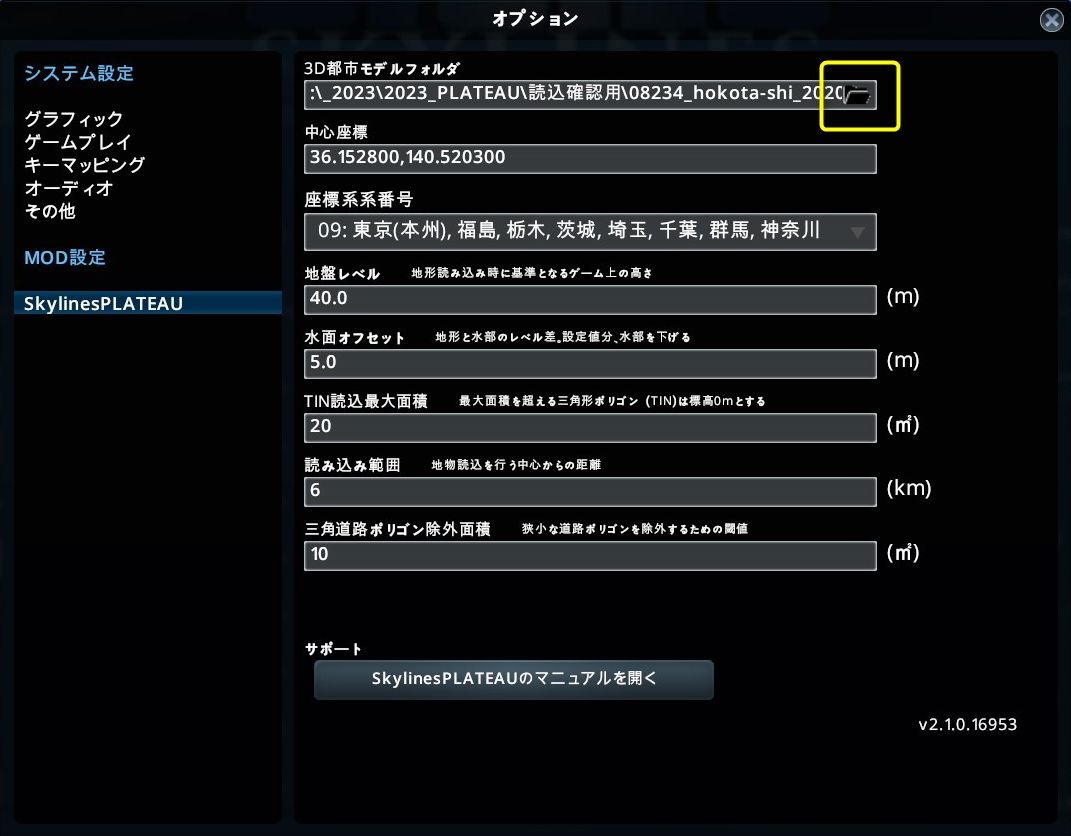 オプション
システム設定
グラフィック
ゲームプレイ
キーマッピング
オーディオ
その他
MOD設定
SkylinesPLATEAU
3D都市モデルフォルダ
:\_2023\2023_PLATEAU\読込確認用\08234_hokota-shi_2020
中心座標
36.152800,140.520300
座標系系番号
09: 東京(本州), 福島, 栃木, 茨城, 埼玉, 千葉, 群馬, 神奈川
地盤レベル 地形読み込み時に基準となるゲーム上の高さ
40.0 (m)
水面オフセット 地形と水部のレベル差。設定値分、水部を下げる
5.0 (m)
TIN読込最大面積 最大面積を超える三角形ポリゴン (TIN)は標高0mとする
20 (㎡)
読み込み範囲 地物読込を行う中心からの距離
6 (km)
三角道路ポリゴン除外面積 狭小な道路ポリゴンを除外するための閾値
10 (㎡)
サポート
SkylinesPLATEAUのマニュアルを開く
v2.1.0.16953